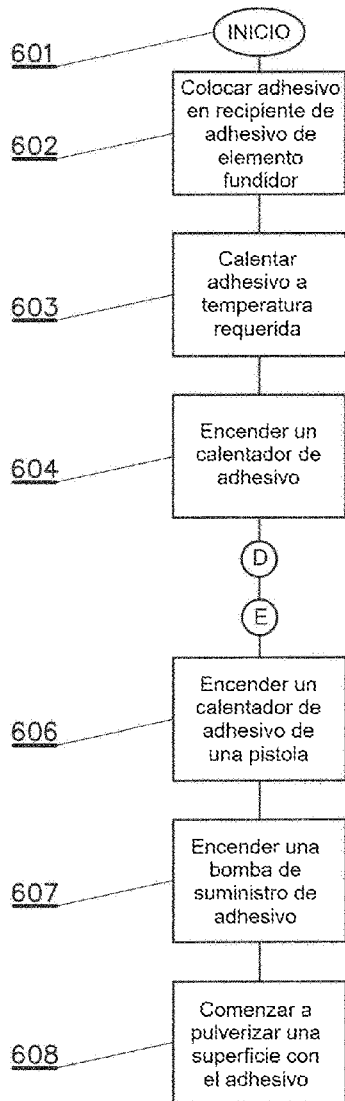 601
INICIO
602
Colocar adhesivo
en recipiente de
adhesivo de
elemento
fundidor
603
Calentar
adhesivo a
temperatura
requerida
604
Encender un
calentador de
adhesivo
D
E
606
Encender un
calentador de
adhesivo de
una pistola
607
Encender una
bomba de
suministro de
adhesivo
608
Comenzar a
pulverizar una
superficie con
el adhesivo